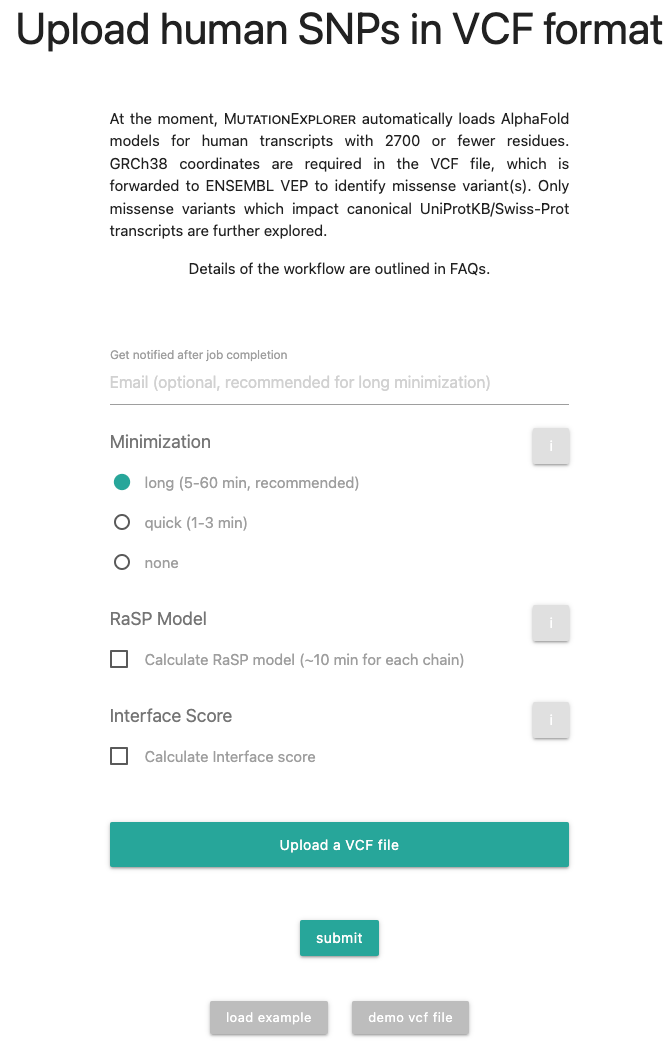 Upload human SNPs in VCF format
At the moment, MUTATIONEXPLORER automatically loads AlphaFold
models for human transcripts with 2700 or fewer residues.
GRCh38 coordinates are required in the VCF file, which is
forwarded to ENSEMBL VEP to identify missense variant(s). Only
missense variants which impact canonical UniProtKB/Swiss-Prot
transcripts are further explored.
Details of the workflow are outlined in FAQs.
Get notified after job completion
Email (optional, recommended for long minimization)
Minimization
i
long (5-60 min, recommended)
quick (1-3 min)
none
RaSP Model
i
Calculate RaSP model (~10 min for each chain)
Interface Score
i
Calculate Interface score
Upload a VCF file
submit
load example
demo vcf file